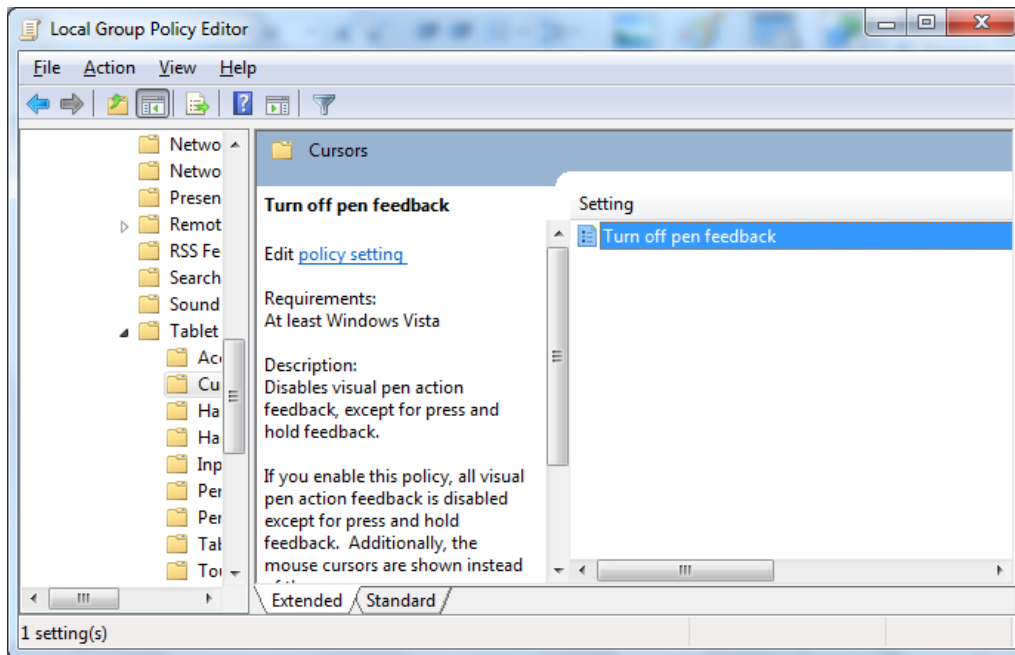 Local Group Policy Editor
File Action View Help
Netwo
Netwo
Presen
Remot
RSS Fe
Search
Sound
Tablet
Cu
Ha
Ha
Inp
Per
Per
Cursors
Turn off pen feedback
Edit policy setting
Requirements:
At least Windows Vista
Description:
Disables visual pen action
feedback, except for press and
hold feedback.
If you enable this policy, all visual
pen action feedback is disabled
except for press and hold
feedback. Additionally, the
mouse cursors are shown instead
Setting
Turn off pen feedback
Extended Standard
1 setting(s)